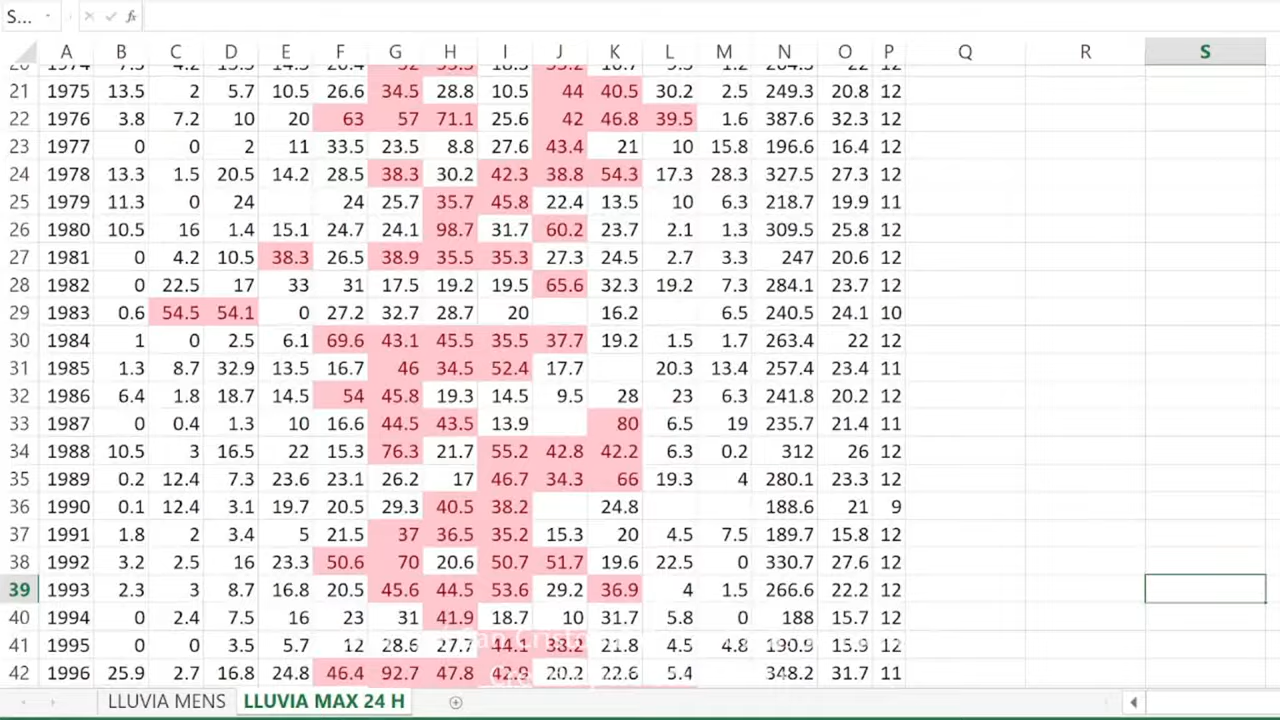 S...
fx
A B C D E F G H I J K L M N O P Q R S
21 1975 13.5 2 5.7 10.5 26.6 34.5 28.8 10.5 44 40.5 30.2 2.5 249.3 20.8 12
22 1976 3.8 7.2 10 20 63 57 71.1 25.6 42 46.8 39.5 1.6 387.6 32.3 12
23 1977 0 0 2 11 33.5 23.5 8.8 27.6 43.4 21 10 15.8 196.6 16.4 12
24 1978 13.3 1.5 20.5 14.2 28.5 38.3 30.2 42.3 38.8 54.3 17.3 28.3 327.5 27.3 12
25 1979 11.3 0 24 24 25.7 35.7 45.8 22.4 13.5 10 6.3 218.7 19.9 11
26 1980 10.5 16 1.4 15.1 24.7 24.1 98.7 31.7 60.2 23.7 2.1 1.3 309.5 25.8 12
27 1981 0 4.2 10.5 38.3 26.5 38.9 35.5 35.3 27.3 24.5 2.7 3.3 247 20.6 12
28 1982 0 22.5 17 33 31 17.5 19.2 19.5 65.6 32.3 19.2 7.3 284.1 23.7 12
29 1983 0.6 54.5 54.1 0 27.2 32.7 28.7 20 16.2 6.5 240.5 24.1 10
30 1984 1 0 2.5 6.1 69.6 43.1 45.5 35.5 37.7 19.2 1.5 1.7 263.4 22 12
31 1985 1.3 8.7 32.9 13.5 16.7 46 34.5 52.4 17.7 20.3 13.4 257.4 23.4 11
32 1986 6.4 1.8 18.7 14.5 54 45.8 19.3 14.5 9.5 28 23 6.3 241.8 20.2 12
33 1987 0 0.4 1.3 10 16.6 44.5 43.5 13.9 80 6.5 19 235.7 21.4 11
34 1988 10.5 3 16.5 22 15.3 76.3 21.7 55.2 42.8 42.2 6.3 0.2 312 26 12
35 1989 0.2 12.4 7.3 23.6 23.1 26.2 17 46.7 34.3 66 19.3 4 280.1 23.3 12
36 1990 0.1 12.4 3.1 19.7 20.5 29.3 40.5 38.2 24.8 188.6 21 9
37 1991 1.8 2 3.4 5 21.5 37 36.5 35.2 15.3 20 4.5 7.5 189.7 15.8 12
38 1992 3.2 2.5 16 23.3 50.6 70 20.6 50.7 51.7 19.6 22.5 0 330.7 27.6 12
39 1993 2.3 3 8.7 16.8 20.5 45.6 44.5 53.6 29.2 36.9 4 1.5 266.6 22.2 12
40 1994 0 2.4 7.5 16 23 31 41.9 18.7 10 31.7 5.8 0 188 15.7 12
41 1995 0 0 3.5 5.7 12 28.6 27.7 44.1 38.2 21.8 4.5 4.8 190.9 15.9 12
42 1996 25.9 2.7 16.8 24.8 46.4 92.7 47.8 42.9 20.2 22.6 5.4 348.2 31.7 11
LLUVIA MENS LLUVIA MAX 24 H